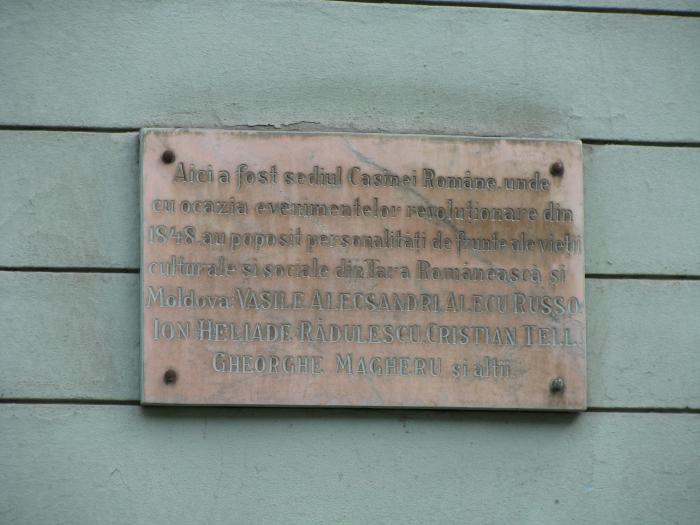 Aici a fost sediul Casinei Române, unde
cu ocazia evenimentelor revoluționare din
1848, au poposit personalități de frunte ale vieții
culturale și sociale din Țara Românească și
Moldova: VASILE ALECSANDRI, ALECU RUSSO,
ION HELIADE RĂDULESCU, CRISTIAN TELL,
GHEORGHE MAGHERU și alții.